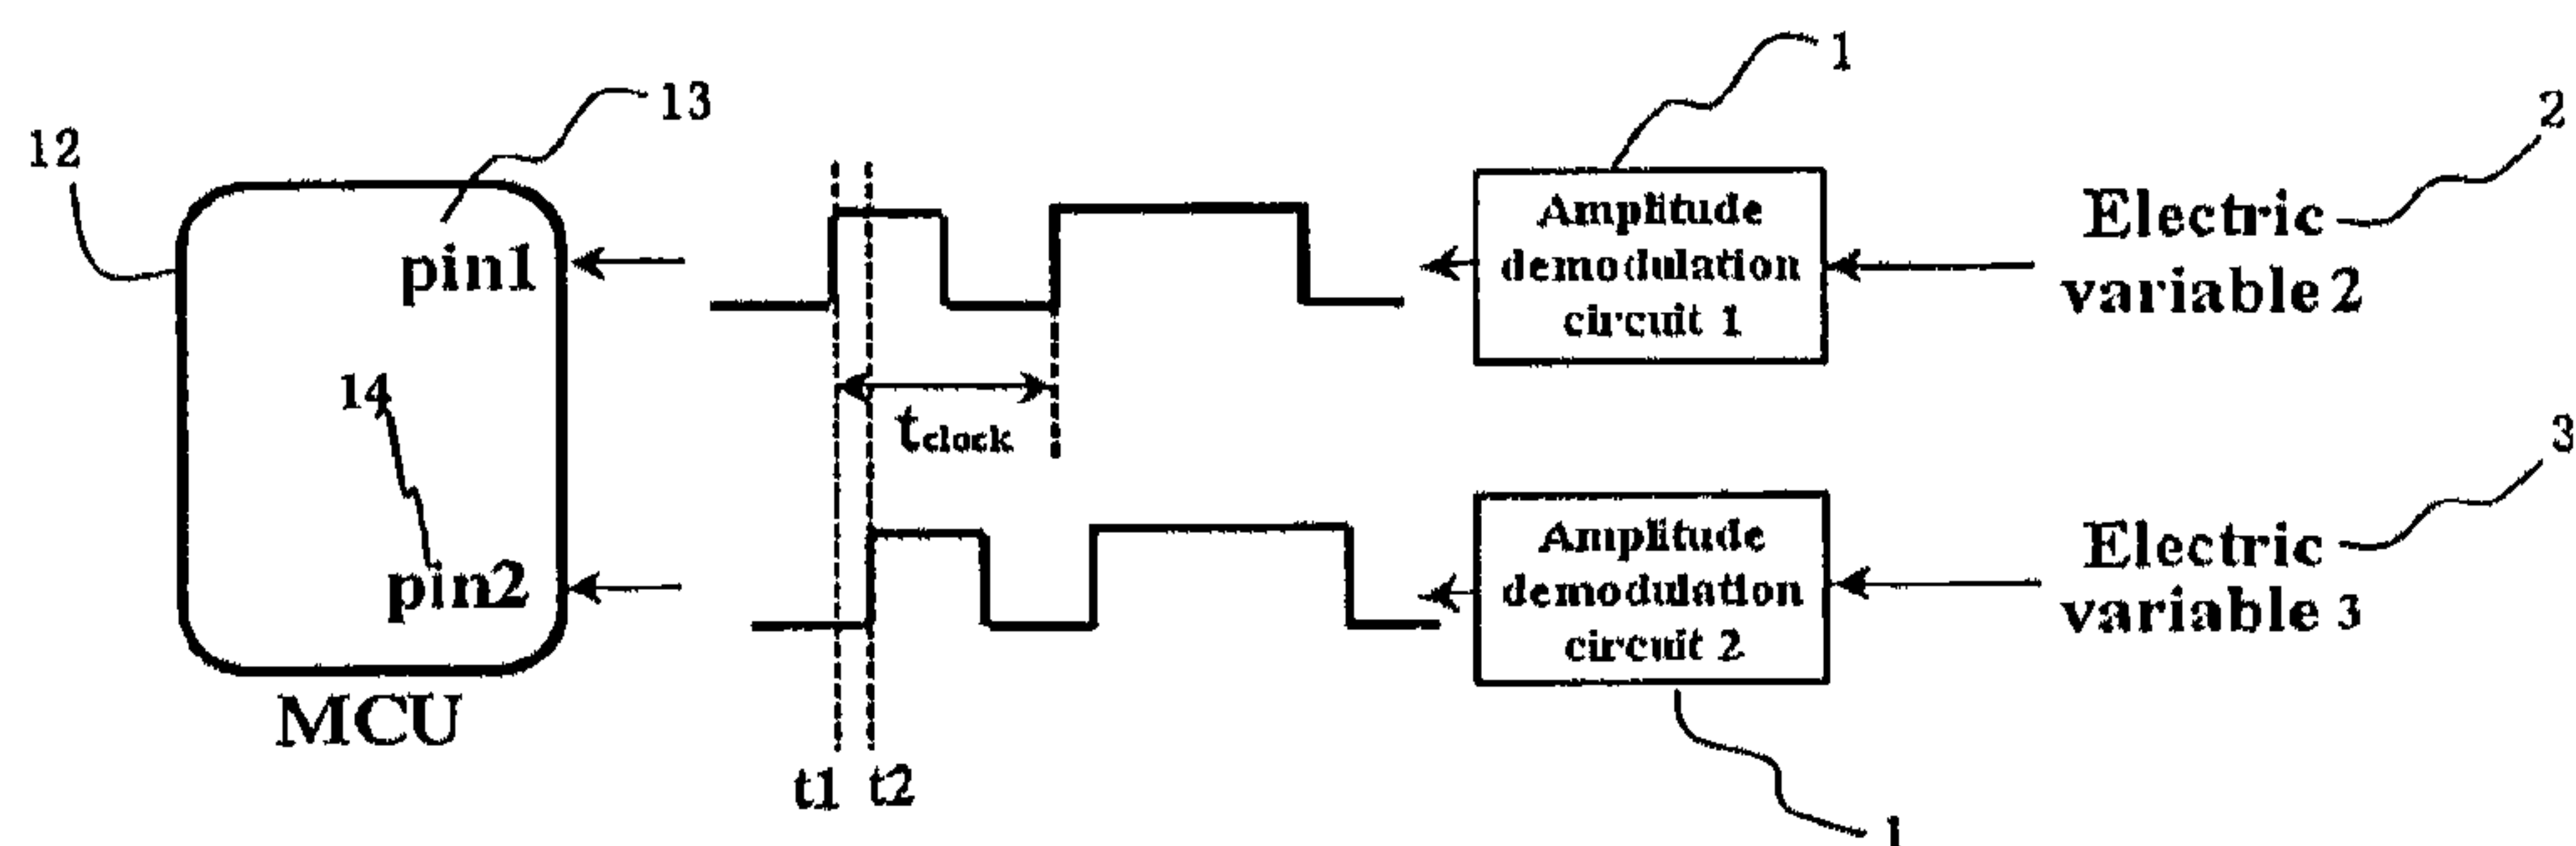 12
13
pin1
14
pin2
MCU
tclock
t1 t2
1
Amplitude
demodulation
circuit 1
2
Electric
variable 2
Amplitude
demodulation
circuit 2
1
3
Electric
variable 3